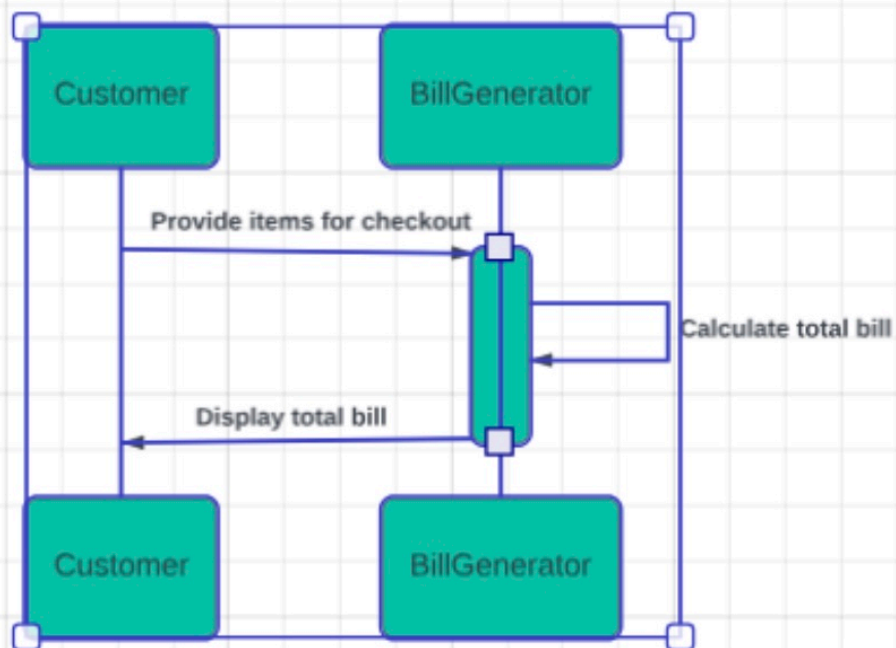 Customer
BillGenerator
Provide items for checkout
Calculate total bill
Display total bill
Customer
BillGenerator